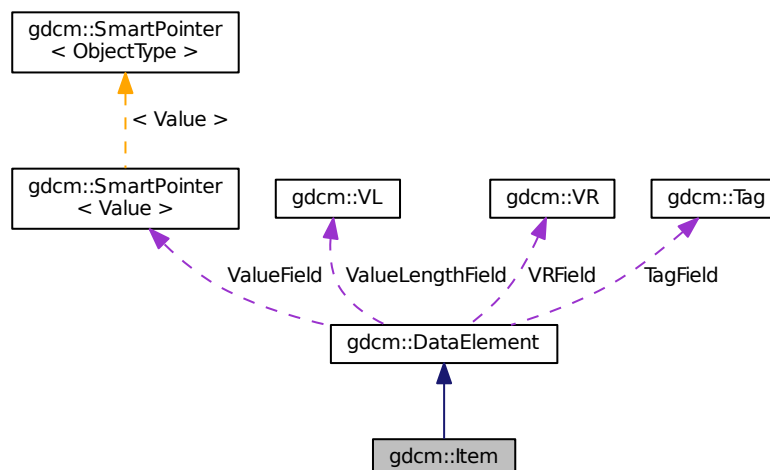 gdcm::SmartPointer
< ObjectType >
< Value >
gdcm::SmartPointer
< Value >
gdcm::VL
gdcm::VR
gdcm::Tag
ValueField
ValueLengthField
VRField
TagField
gdcm::DataElement
gdcm::Item